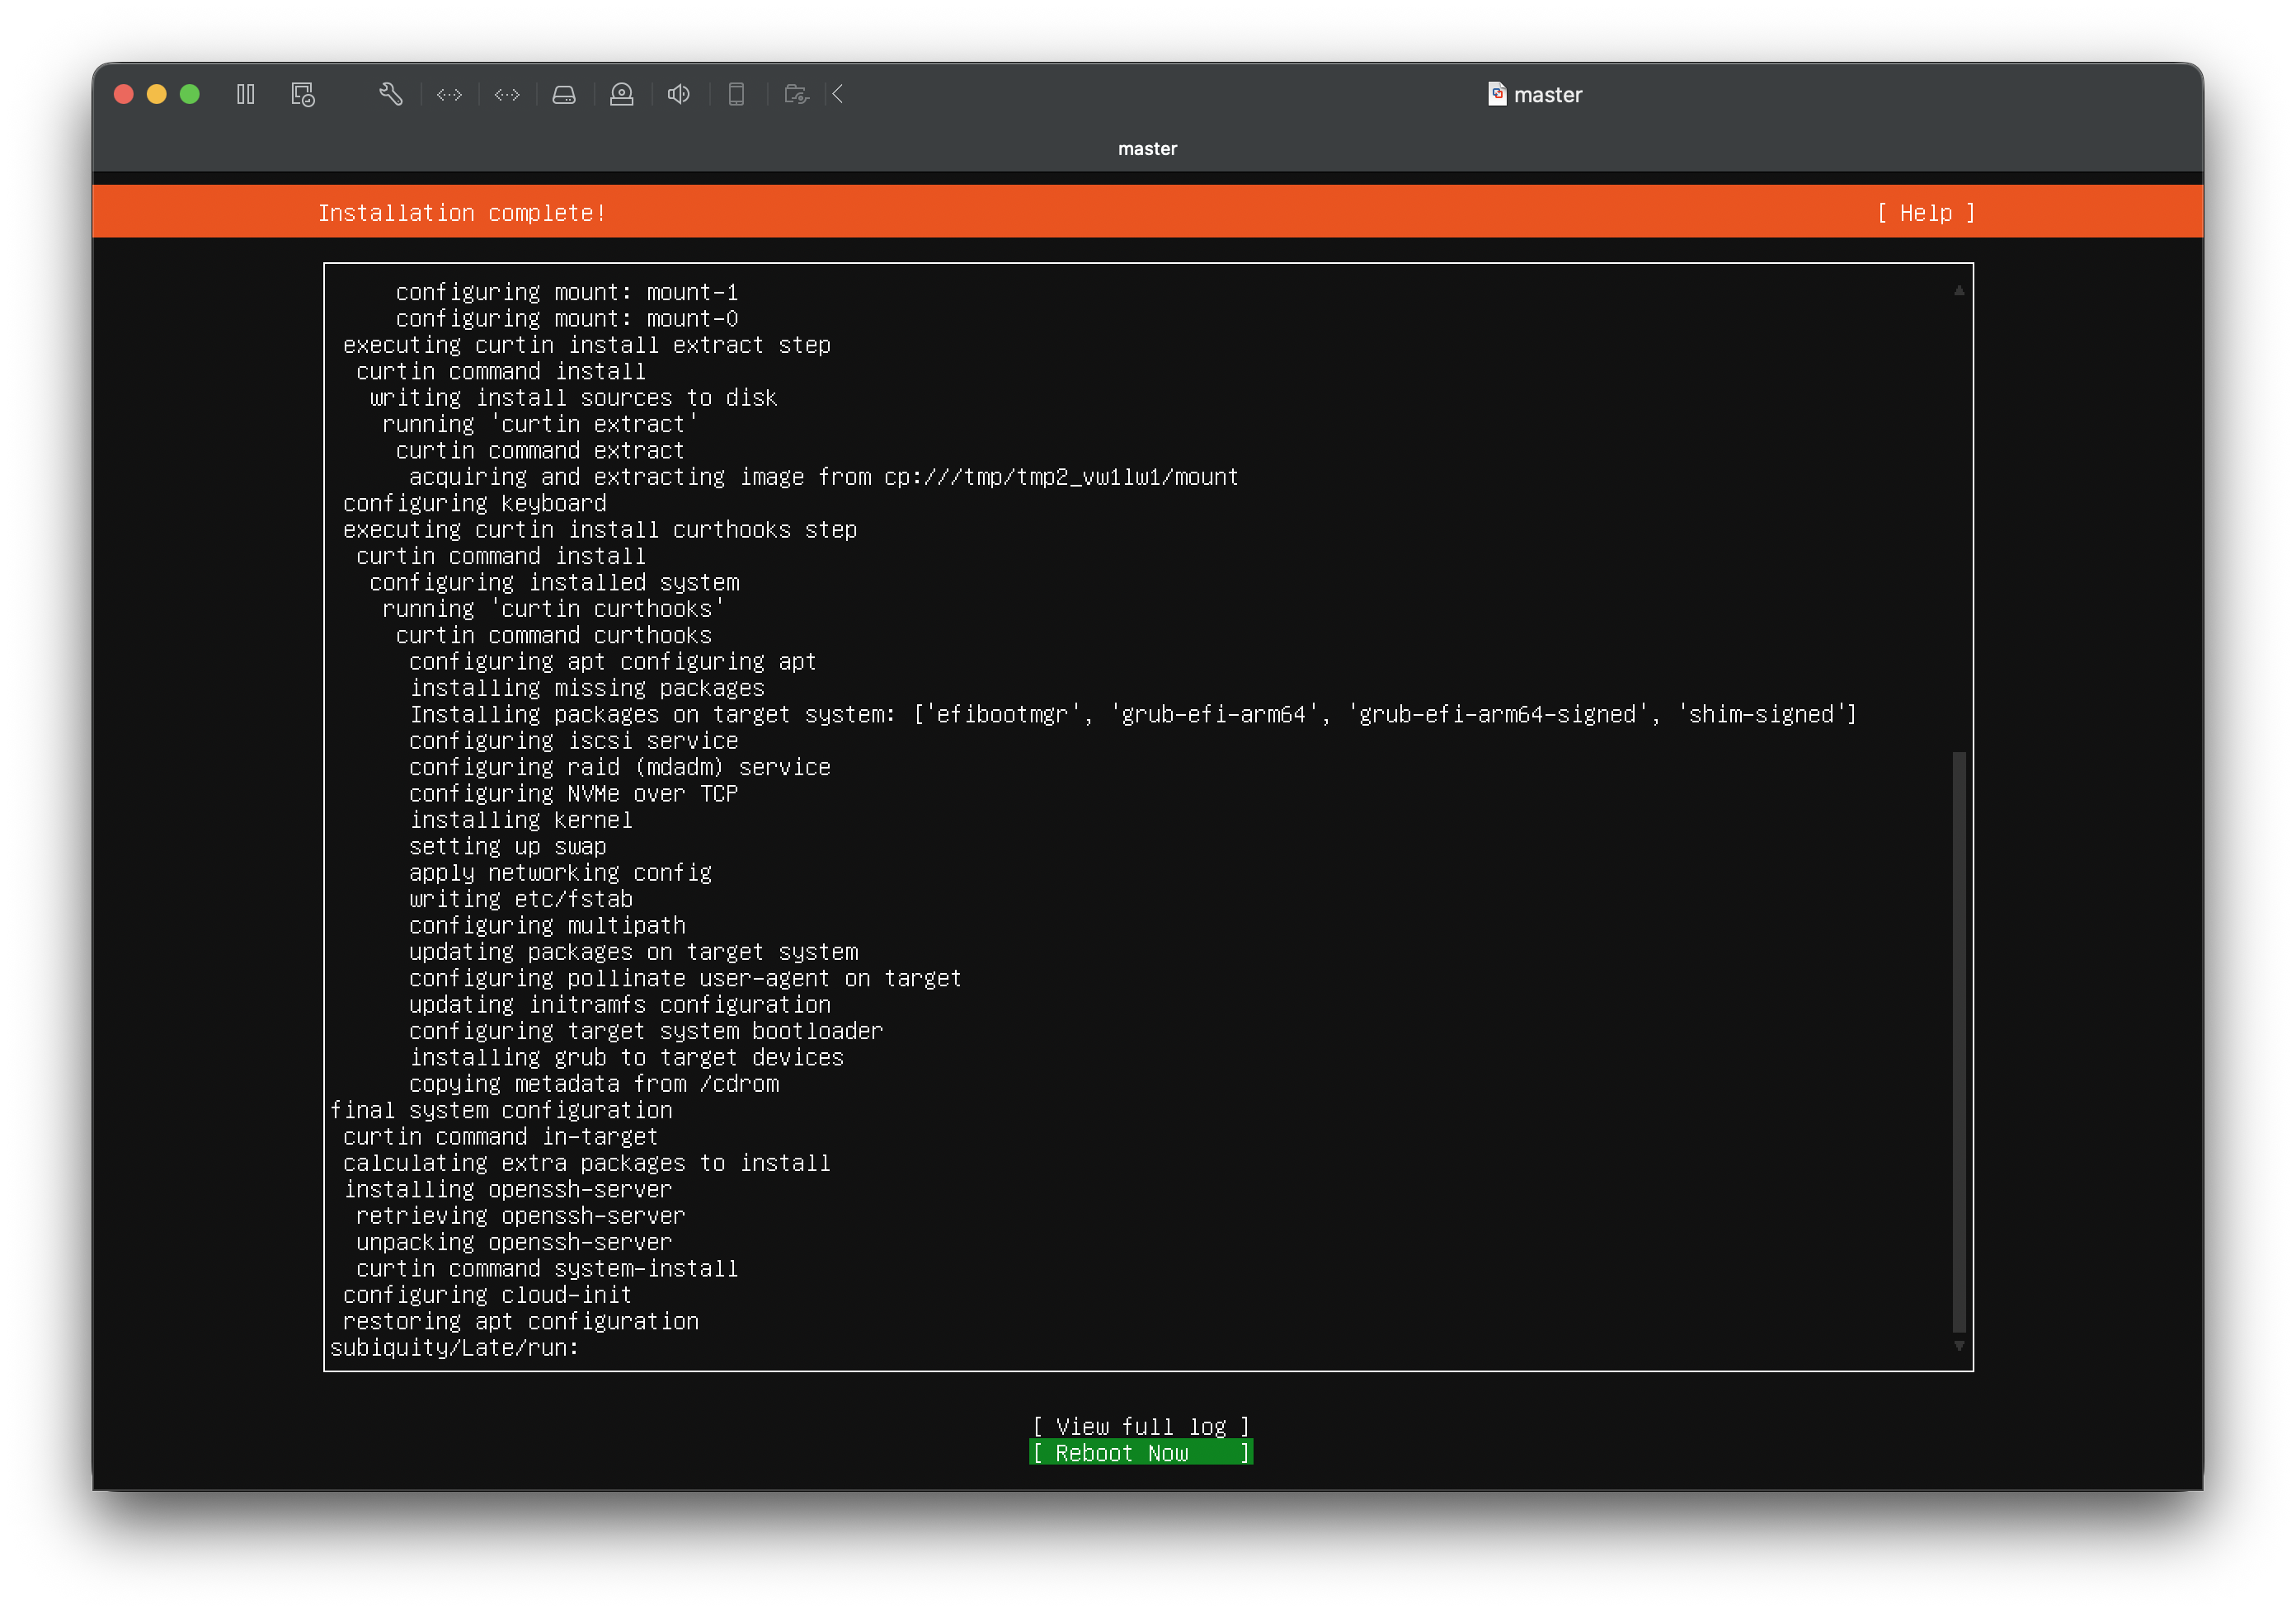 master
master
Installation complete! [ Help ]
configuring mount: mount-1
configuring mount: mount-0
executing curtin install extract step
curtin command install
writing install sources to disk
running 'curtin extract'
curtin command extract
acquiring and extracting image from cp:///tmp/tmp2_vw1lw1/mount
configuring keyboard
executing curtin install curthooks step
curtin command install
configuring installed system
running 'curtin curthooks'
curtin command curthooks
configuring apt configuring apt
installing missing packages
Installing packages on target system: ['efibootmgr', 'grub-efi-arm64', 'grub-efi-arm64-signed', 'shim-signed']
configuring iscsi service
configuring raid (mdadm) service
configuring NVMe over TCP
installing kernel
setting up swap
apply networking config
writing etc/fstab
configuring multipath
updating packages on target system
configuring pollinate user-agent on target
updating initramfs configuration
configuring target system bootloader
installing grub to target devices
copying metadata from /cdrom
final system configuration
curtin command in-target
calculating extra packages to install
installing openssh-server
retrieving openssh-server
unpacking openssh-server
curtin command system-install
configuring cloud-init
restoring apt configuration
subiquity/Late/run:
[ View full log ]
[ Reboot Now ]